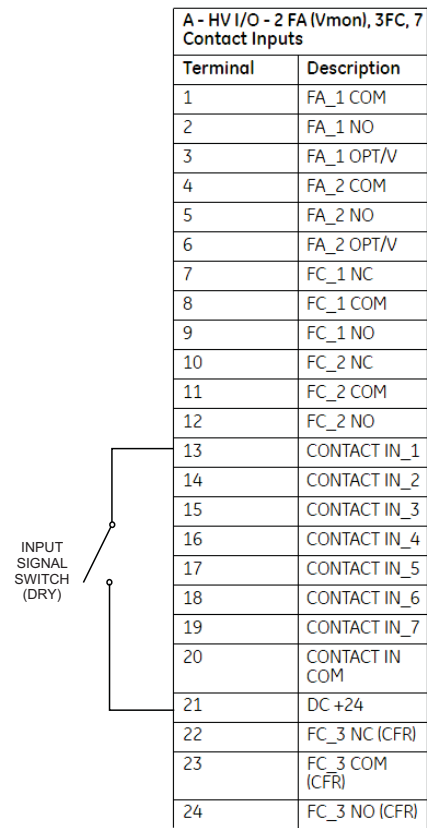 A - HV I/O - 2 FA (Vmon), 3FC, 7
Contact Inputs
Terminal Description
1 FA_1 COM
2 FA_1 NO
3 FA_1 OPT/V
4 FA_2 COM
5 FA_2 NO
6 FA_2 OPT/V
7 FC_1 NC
8 FC_1 COM
9 FC_1 NO
10 FC_2 NC
11 FC_2 COM
12 FC_2 NO
13 CONTACT IN_1
14 CONTACT IN_2
15 CONTACT IN_3
16 CONTACT IN_4
17 CONTACT IN_5
18 CONTACT IN_6
19 CONTACT IN_7
20 CONTACT IN
COM
21 DC +24
22 FC_3 NC (CFR)
23 FC_3 COM
(CFR)
24 FC_3 NO (CFR)
INPUT
SIGNAL
SWITCH
(DRY)